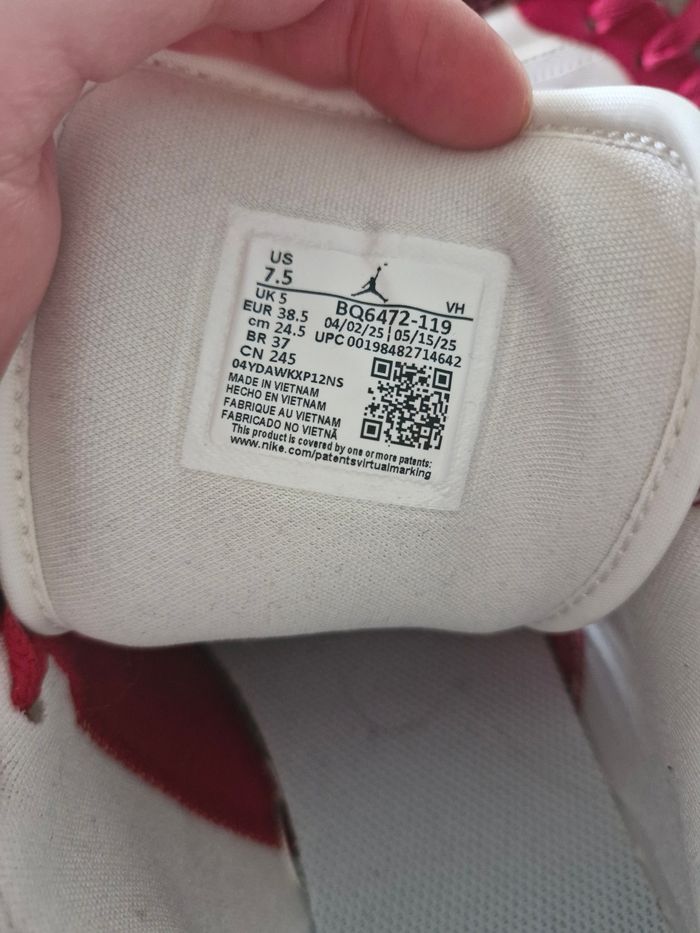 US
7.5
UK 5
EUR 38.5
cm 24.5
BR 37
CN 245
VH
BQ6472-119
04/02/25 | 05/15/25
UPC 00198482714642
04YDAWKXP12NS
MADE IN VIETNAM
HECHO EN VIETNAM
FABRIQUE AU VIETNAM
FABRICADO NO VIETNÃ
This product is covered by one or more patents:
www.nike.com/patentsvirtualmarking